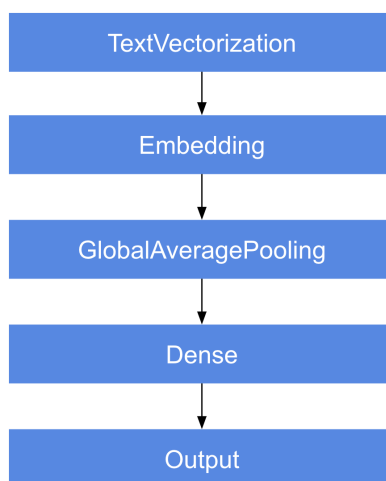 TextVectorization
Embedding
GlobalAveragePooling
Dense
Output